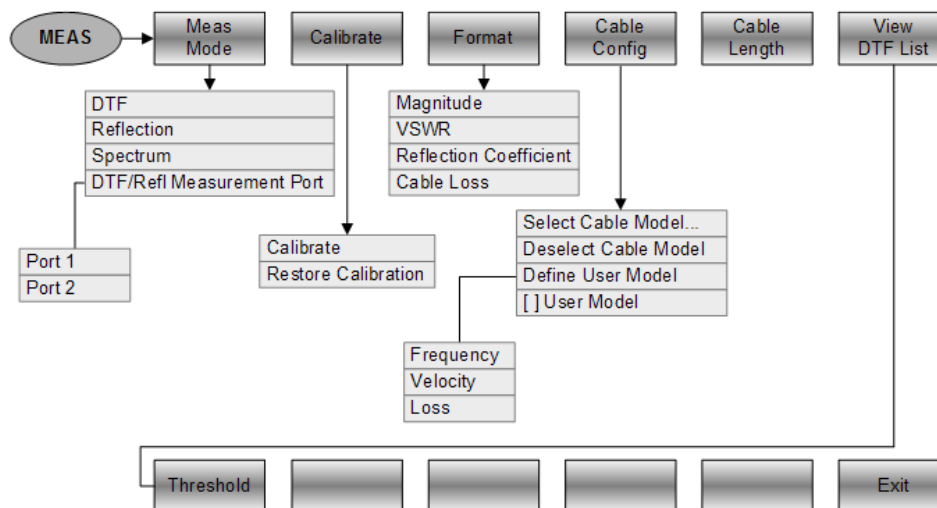 MEAS
Meas
Mode
Calibrate
Format
Cable
Config
Cable
Length
View
DTF List
DTF
Reflection
Spectrum
DTF/Refl Measurement Port
Port 1
Port 2
Calibrate
Restore Calibration
Magnitude
VSWR
Reflection Coefficient
Cable Loss
Select Cable Model...
Deselect Cable Model
Define User Model
[ ] User Model
Frequency
Velocity
Loss
Threshold
Exit